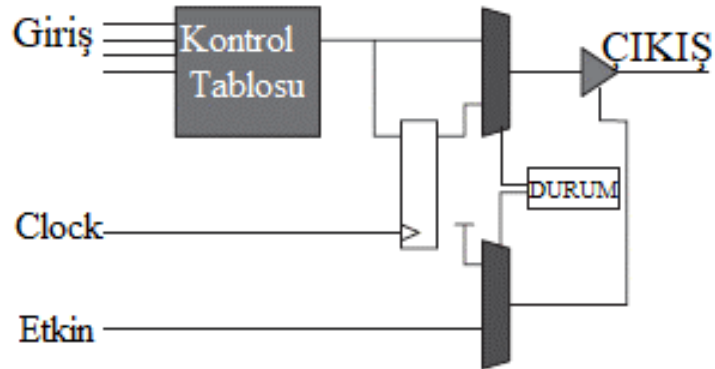 Giriş
Kontrol
Tablosu
ÇIKIŞ
DURUM
Clock
Etkin